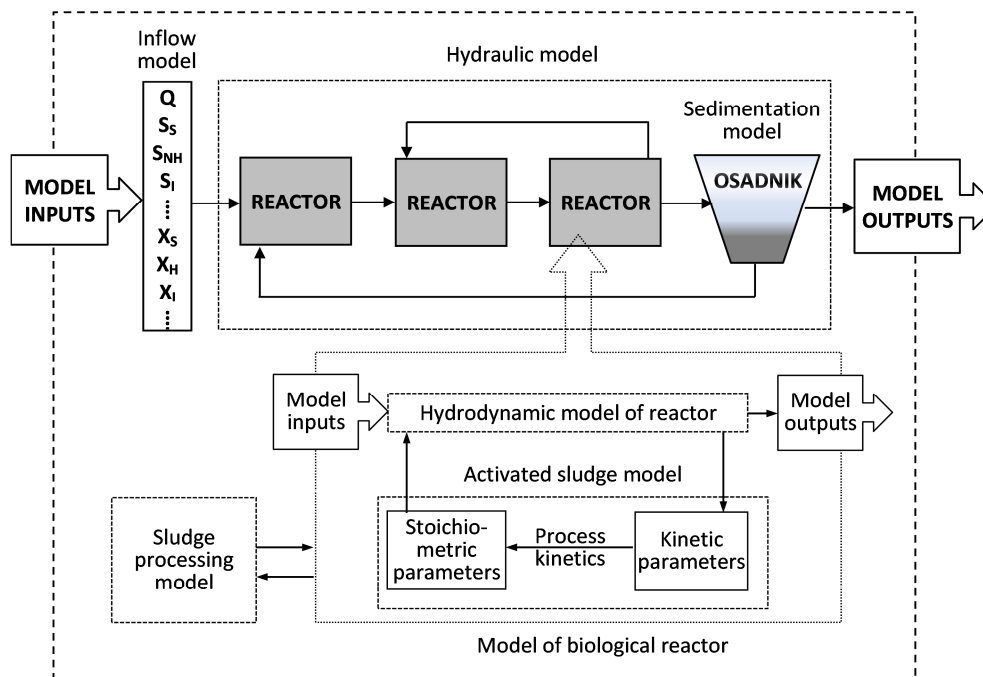 Inflow
model
Hydraulic model
Q
S_S
S_NH
S_I
X_S
X_H
X_I
MODEL
INPUTS
REACTOR
REACTOR
REACTOR
Sedimentation
model
OSADNIK
MODEL
OUTPUTS
Model
inputs
Hydrodynamic model of reactor
Model
outputs
Activated sludge model
Sludge
processing
model
Stoichio-
metric
parameters
Process
kinetics
Kinetic
parameters
Model of biological reactor